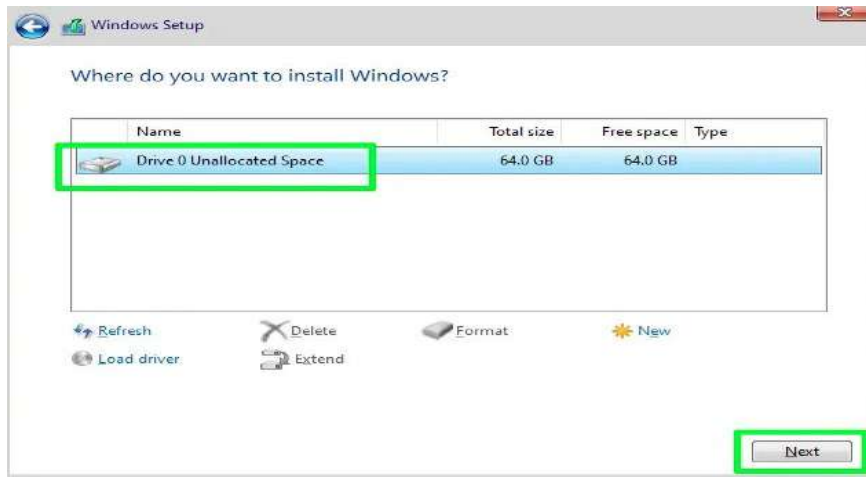 Windows Setup
Where do you want to install Windows?
Name Total size Free space Type
Drive 0 Unallocated Space 64.0 GB 64.0 GB
Refresh Delete Format New
Load driver Extend
Next